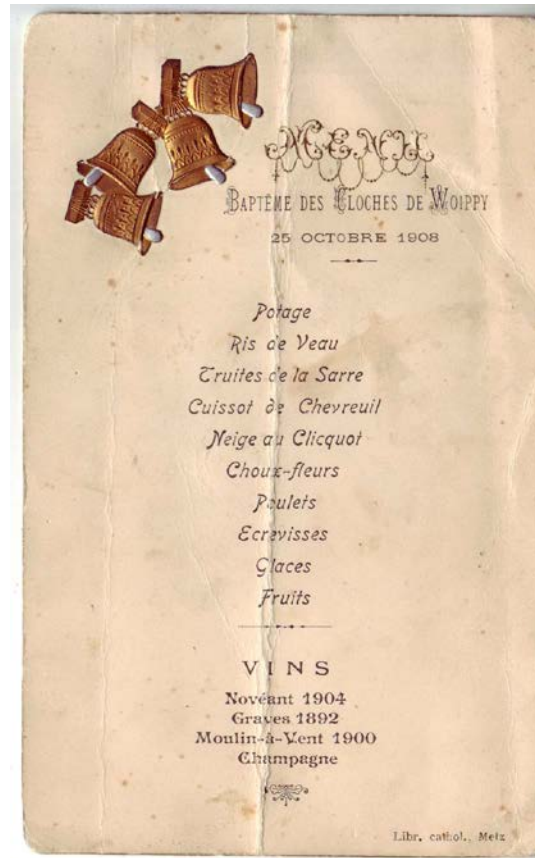 MENU
BAPTÊME DES CLOCHES DE WOIPPY
25 OCTOBRE 1908
Potage
Ris de Veau
Truites de la Sarre
Cuissot de Chevreuil
Neige au Clicquot
Choux-fleurs
Poulets
Ecrevisses
Glaces
Fruits
VINS
Novéant 1904
Graves 1892
Moulin-à-Vent 1900
Champagne
Libr. cathol., Metz